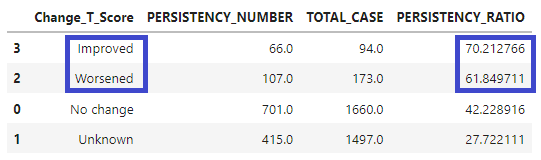 Change_T_Score PERSISTENCY_NUMBER TOTAL_CASE PERSISTENCY_RATIO
3 Improved 66.0 94.0 70.212766
2 Worsened 107.0 173.0 61.849711
0 No change 701.0 1660.0 42.228916
1 Unknown 415.0 1497.0 27.722111